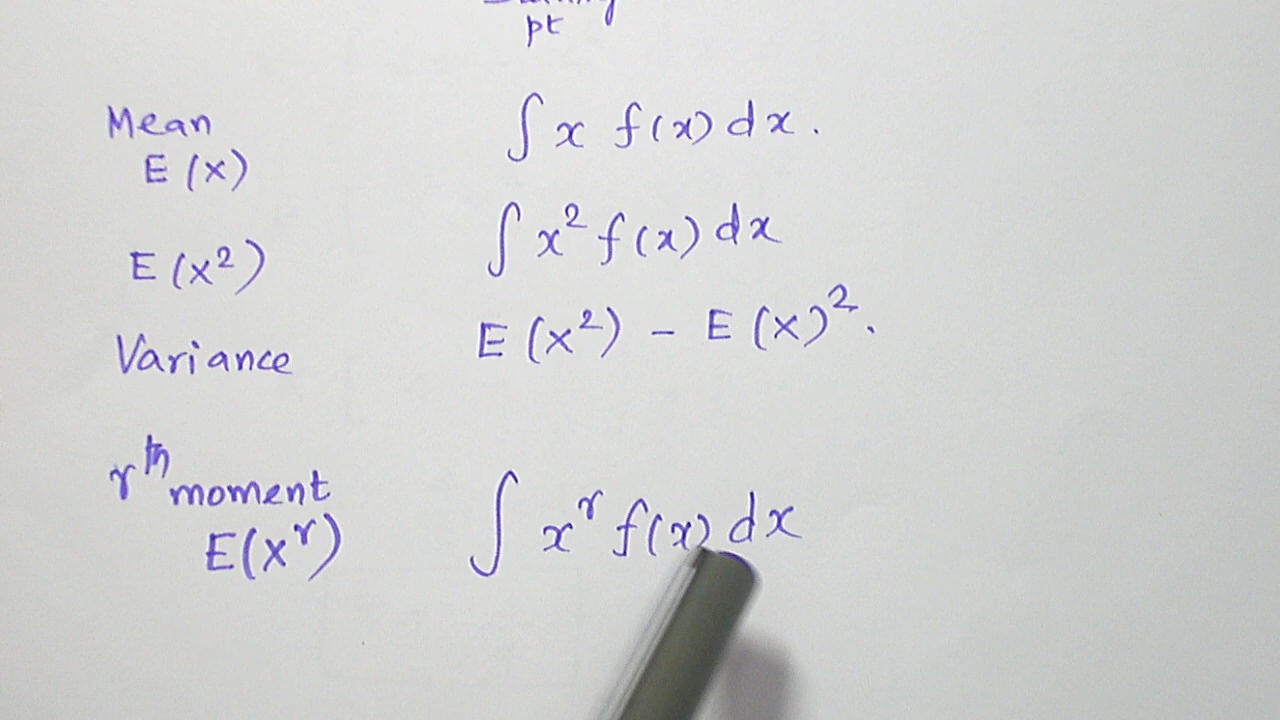 pt
Mean ∫ x f(x) dx.
E(x)
E(x²) ∫ x² f(x) dx
Variance E(x²) - E(x)².
rth moment
E(xʳ) ∫ xʳ f(x) dx